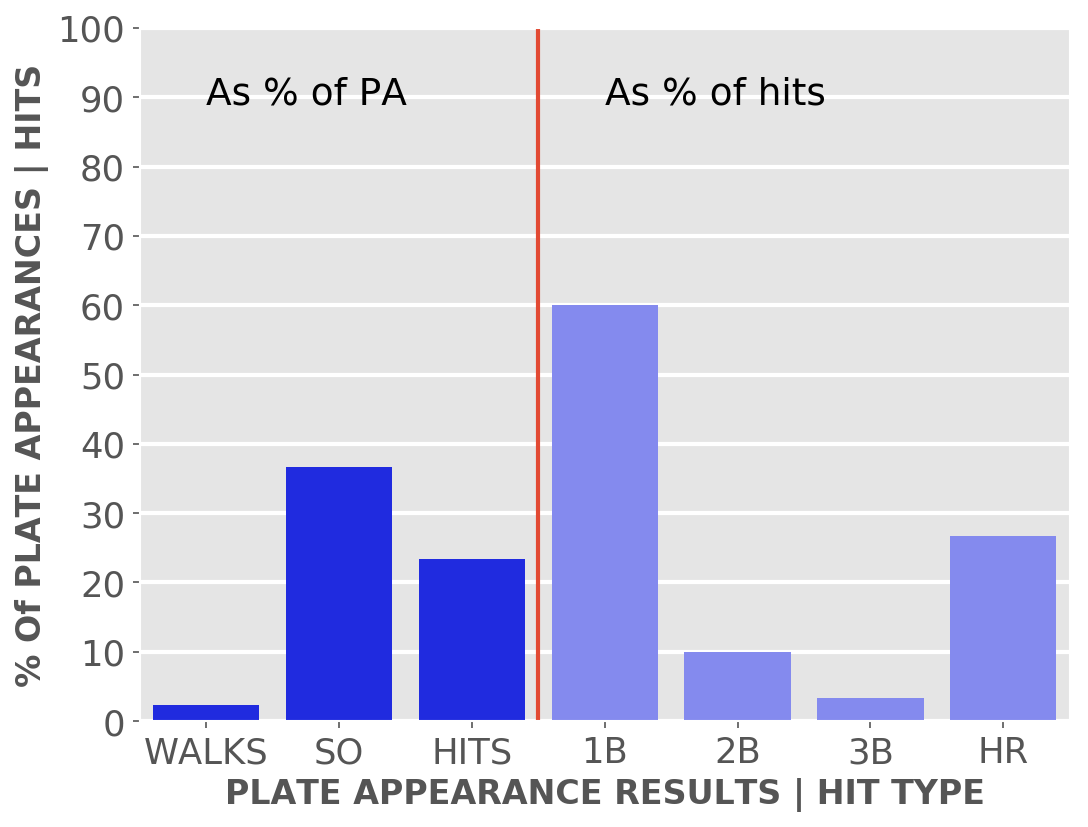 % Of PLATE APPEARANCES | HITS
100
90
80
70
60
50
40
30
20
10
0
As % of PA
As % of hits
WALKS SO HITS 1B 2B 3B HR
PLATE APPEARANCE RESULTS | HIT TYPE